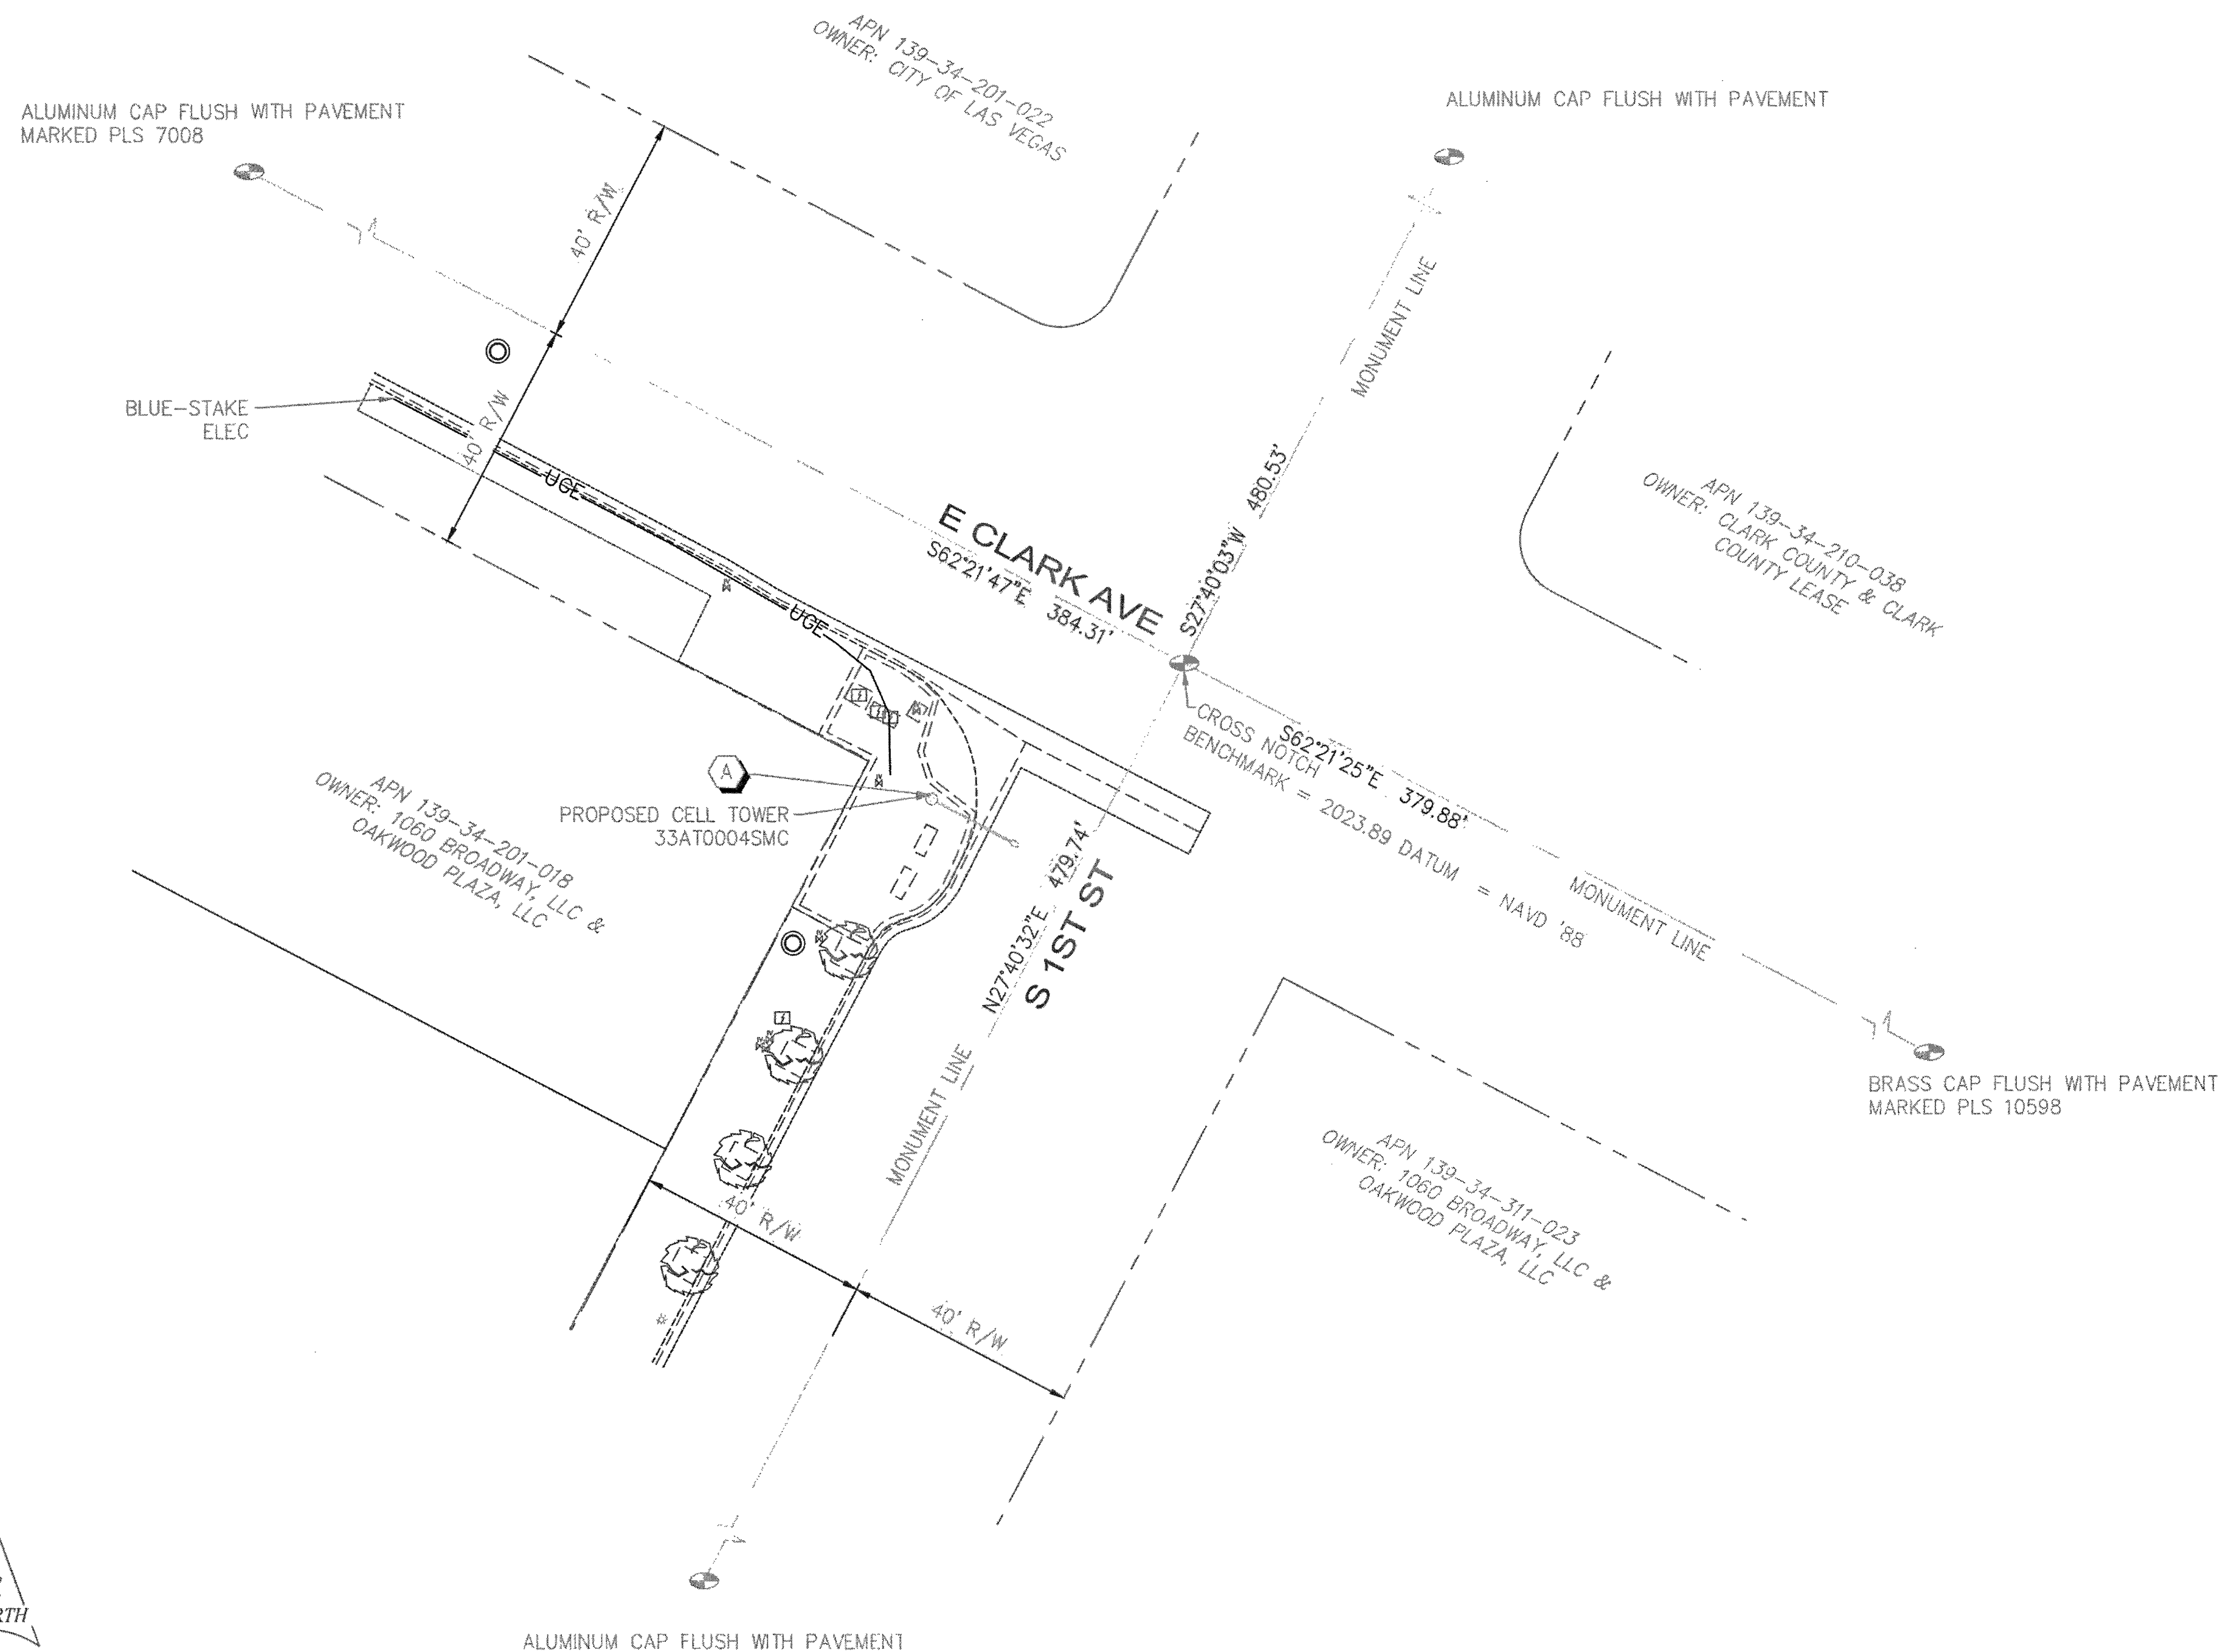 APN 139-34-201-022
OWNER: CITY OF LAS VEGAS
ALUMINUM CAP FLUSH WITH PAVEMENT
MARKED PLS 7008
ALUMINUM CAP FLUSH WITH PAVEMENT
40' R/W
MONUMENT LINE
BLUE-STAKE
ELEC
40' R/W
UGE
E CLARK AVE
S62°21'47"E 384.31'
S27°40'03"W 480.53'
APN 139-34-210-038
OWNER: CLARK COUNTY & CLARK
COUNTY LEASE
UGE
CROSS NOTCH
BENCHMARK = 2023.89 DATUM = NAVD '88
S62°21'25"E 379.88'
MONUMENT LINE
A
PROPOSED CELL TOWER
33AT0004SMC
APN 139-34-201-018
OWNER: 1060 BROADWAY, LLC &
OAKWOOD PLAZA, LLC
N27°40'32"E 479.74'
S 1ST ST
MONUMENT LINE
BRASS CAP FLUSH WITH PAVEMENT
MARKED PLS 10598
APN 139-34-311-023
OWNER: 1060 BROADWAY, LLC &
OAKWOOD PLAZA, LLC
40' R/W
40' R/W
ALUMINUM CAP FLUSH WITH PAVEMENT